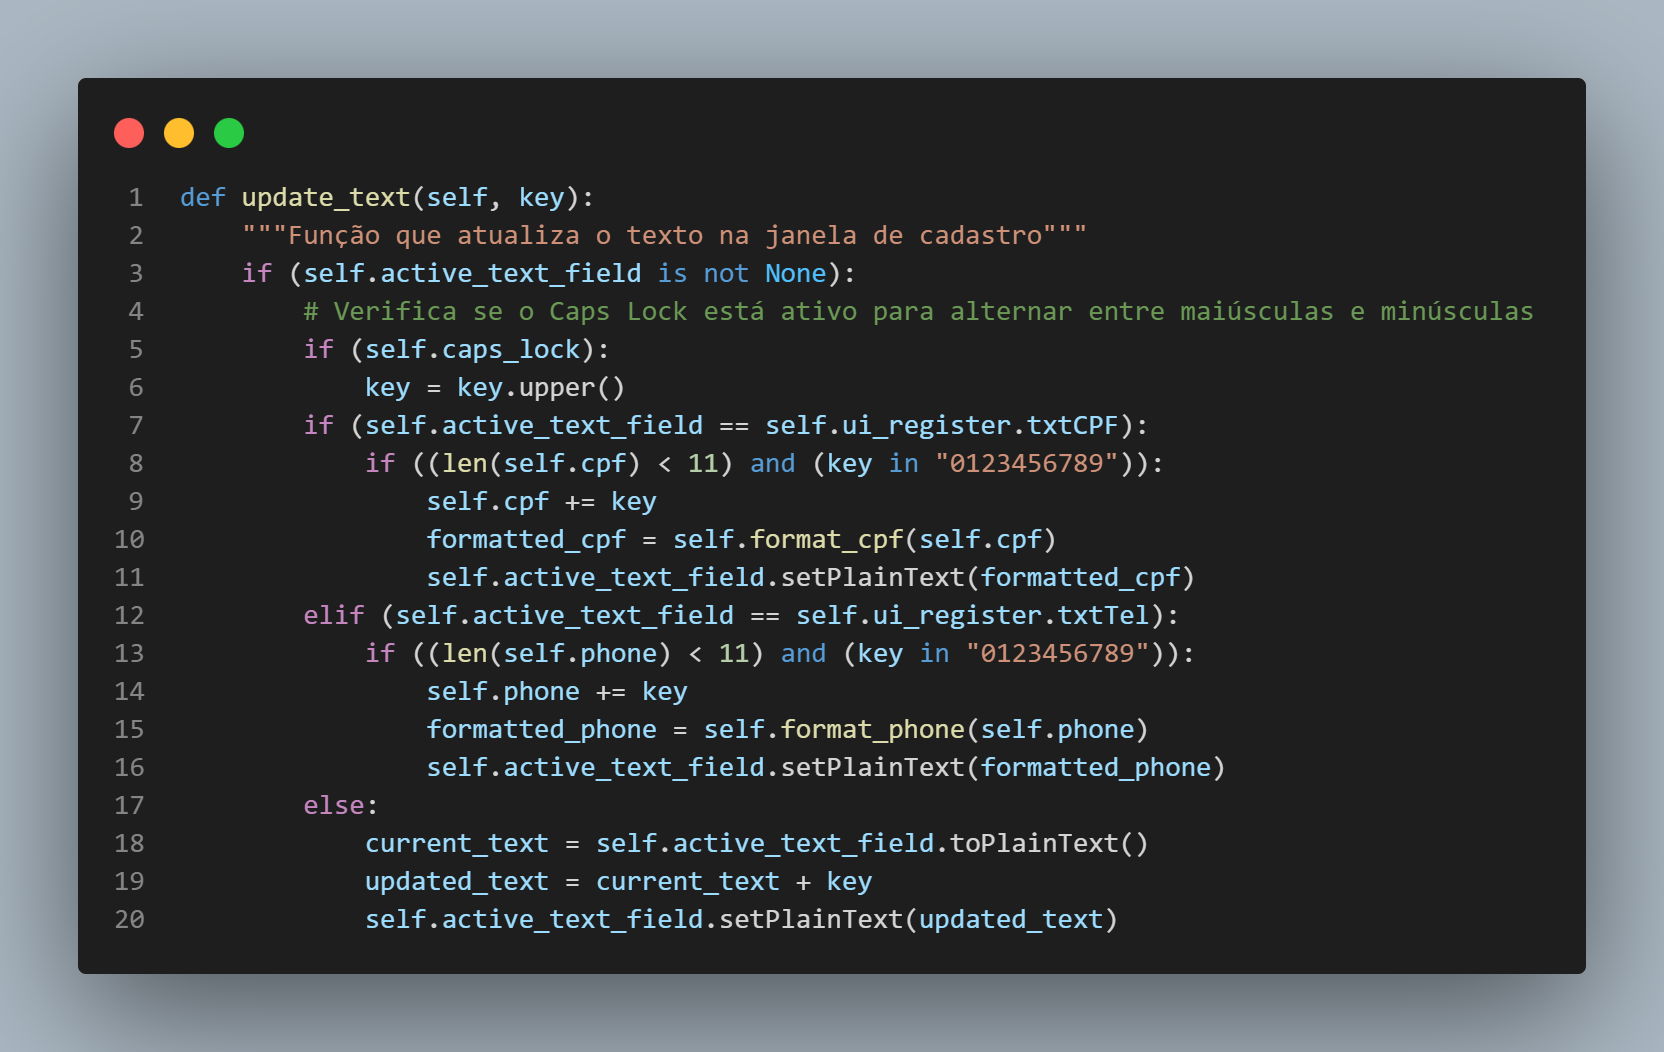 1 def update_text(self, key):
2     """Função que atualiza o texto na janela de cadastro"""
3     if (self.active_text_field is not None):
4         # Verifica se o Caps Lock está ativo para alternar entre maiúsculas e minúsculas
5         if (self.caps_lock):
6             key = key.upper()
7         if (self.active_text_field == self.ui_register.txtCPF):
8             if ((len(self.cpf) < 11) and (key in "0123456789")):
9                 self.cpf += key
10                 formatted_cpf = self.format_cpf(self.cpf)
11                 self.active_text_field.setPlainText(formatted_cpf)
12         elif (self.active_text_field == self.ui_register.txtTel):
13             if ((len(self.phone) < 11) and (key in "0123456789")):
14                 self.phone += key
15                 formatted_phone = self.format_phone(self.phone)
16                 self.active_text_field.setPlainText(formatted_phone)
17         else:
18             current_text = self.active_text_field.toPlainText()
19             updated_text = current_text + key
20             self.active_text_field.setPlainText(updated_text)